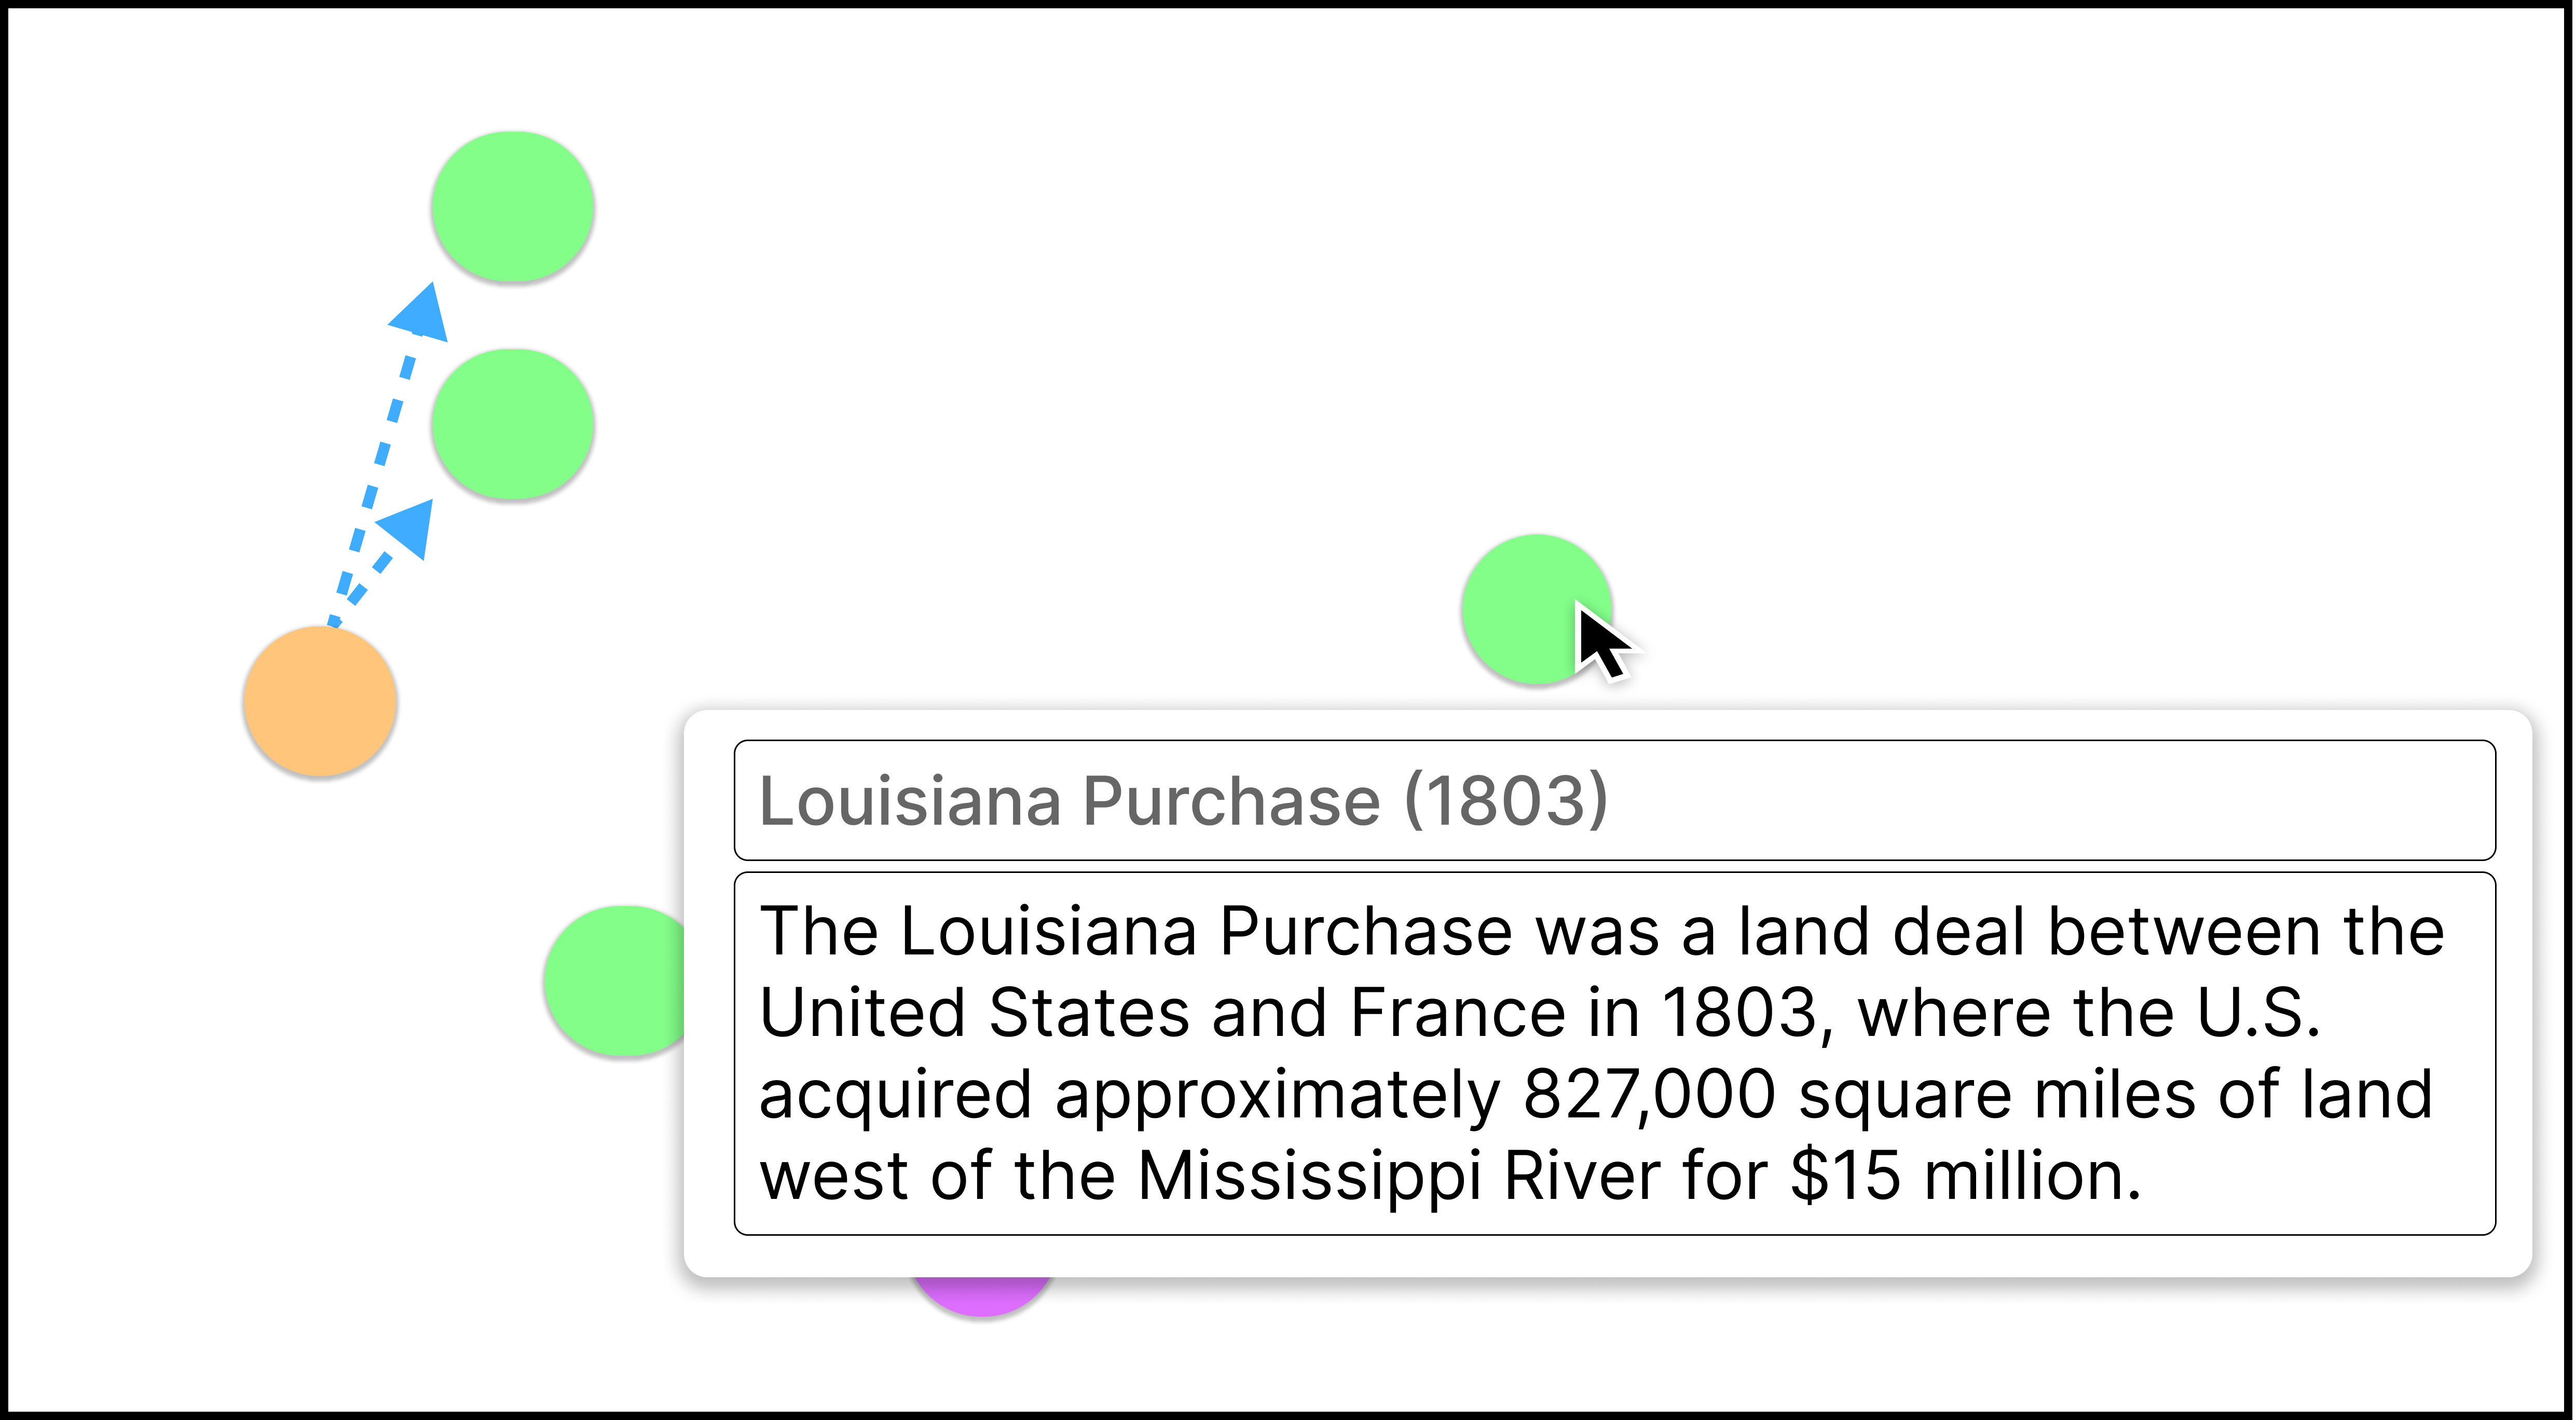 Louisiana Purchase (1803)
The Louisiana Purchase was a land deal between the
United States and France in 1803, where the U.S.
acquired approximately 827,000 square miles of land
west of the Mississippi River for $15 million.